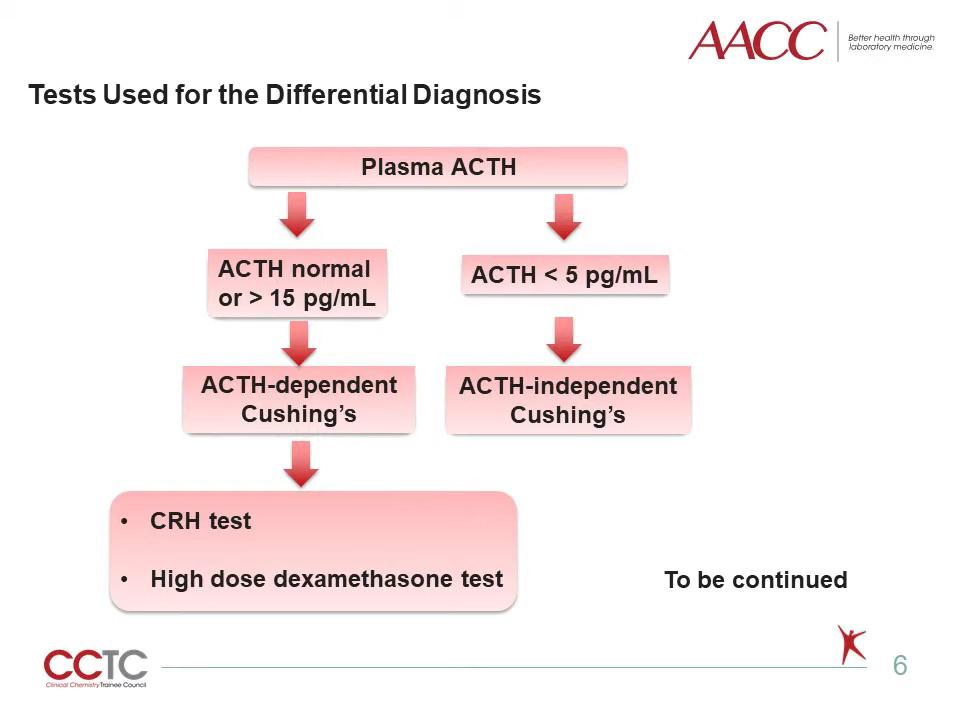 AACC
Better health through
laboratory medicine.
Tests Used for the Differential Diagnosis
Plasma ACTH
ACTH normal
or > 15 pg/mL
ACTH < 5 pg/mL
ACTH-dependent
Cushing’s
ACTH-independent
Cushing’s
• CRH test
• High dose dexamethasone test
To be continued
CCTC
Clinical Chemistry Trainee Council
6